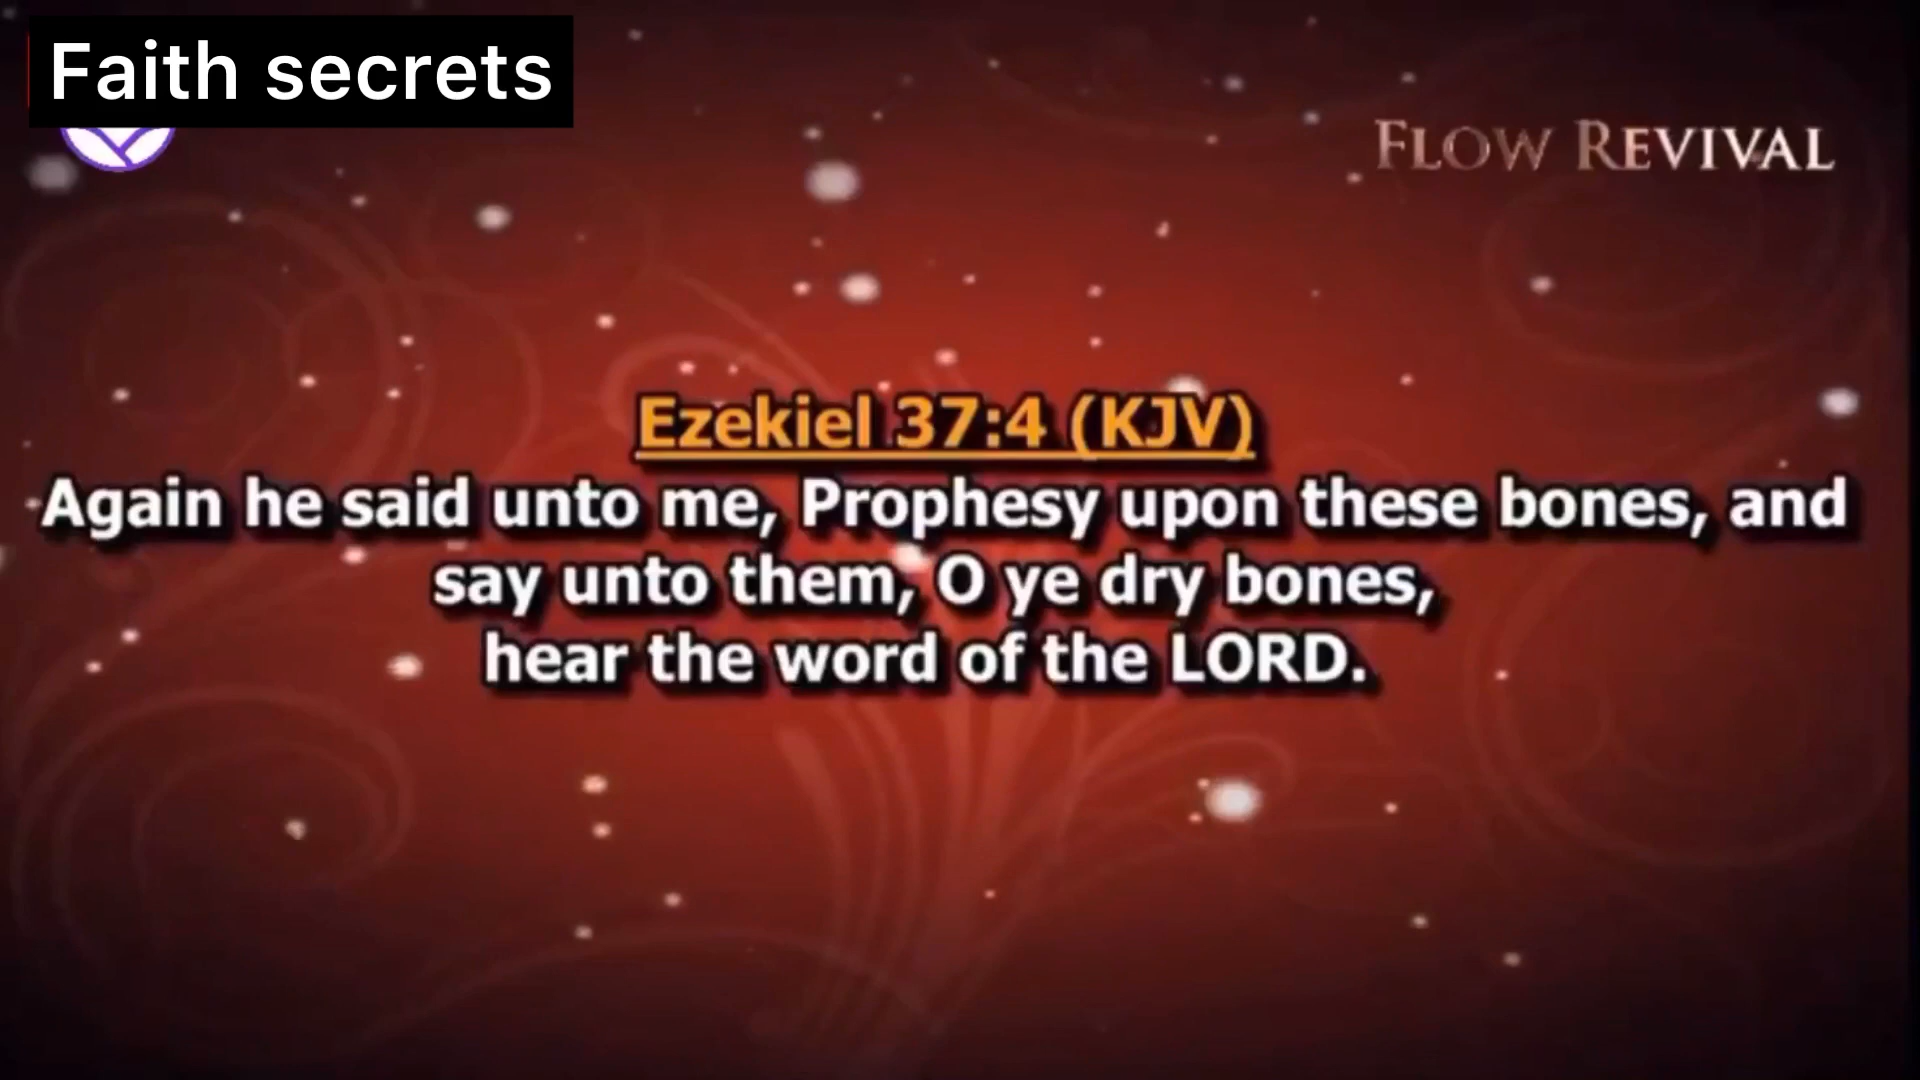 Faith secrets
FLOW REVIVAL
Ezekiel 37:4 (KJV)
Again he said unto me, Prophesy upon these bones, and
say unto them, O ye dry bones,
hear the word of the LORD.